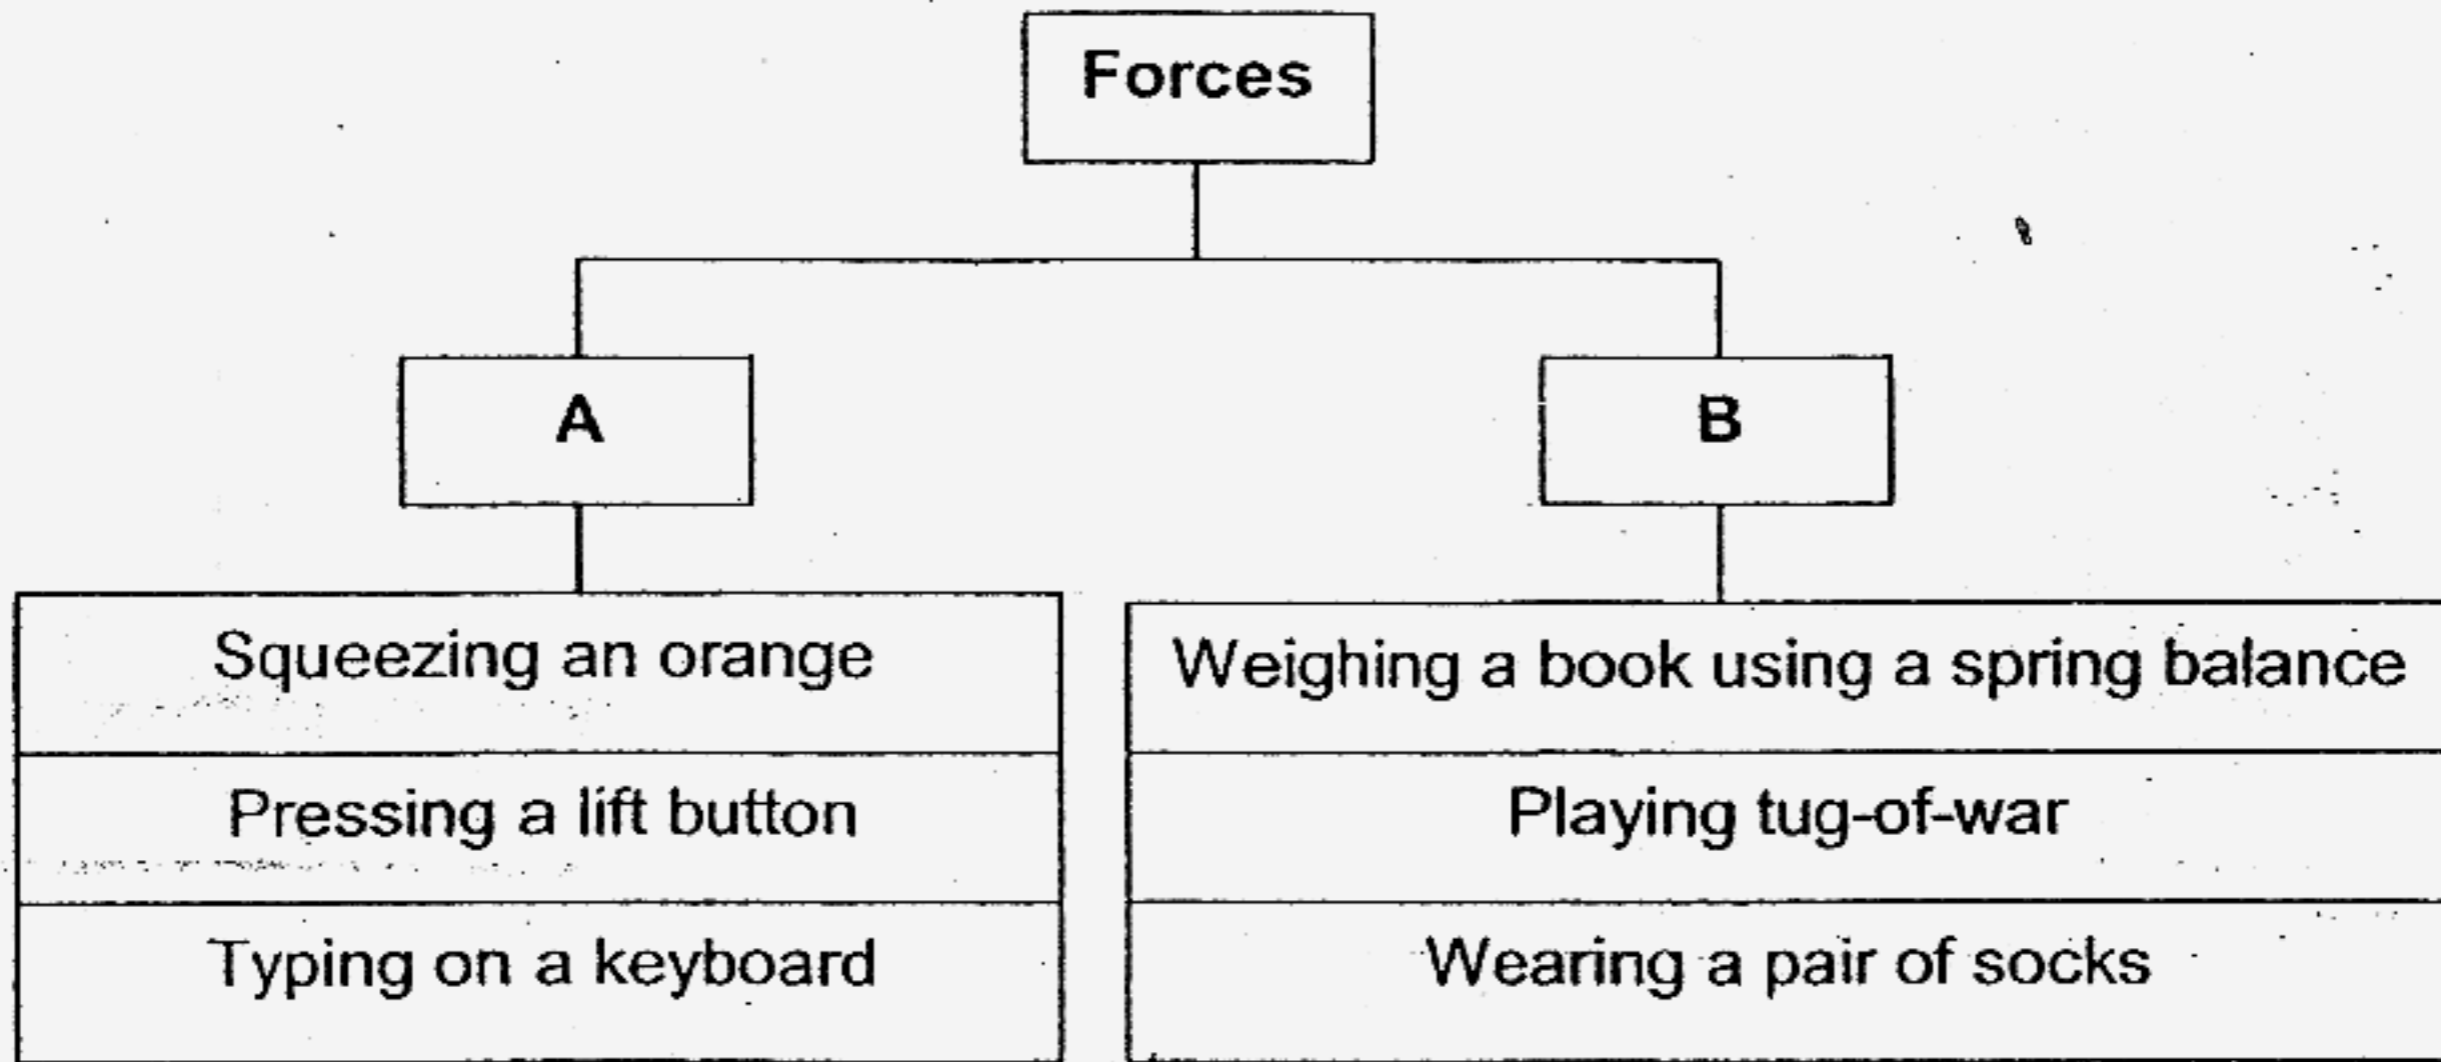 Forces
A
B
Squeezing an orange
Pressing a lift button
Typing on a keyboard
Weighing a book using a spring balance
Playing tug-of-war
Wearing a pair of socks